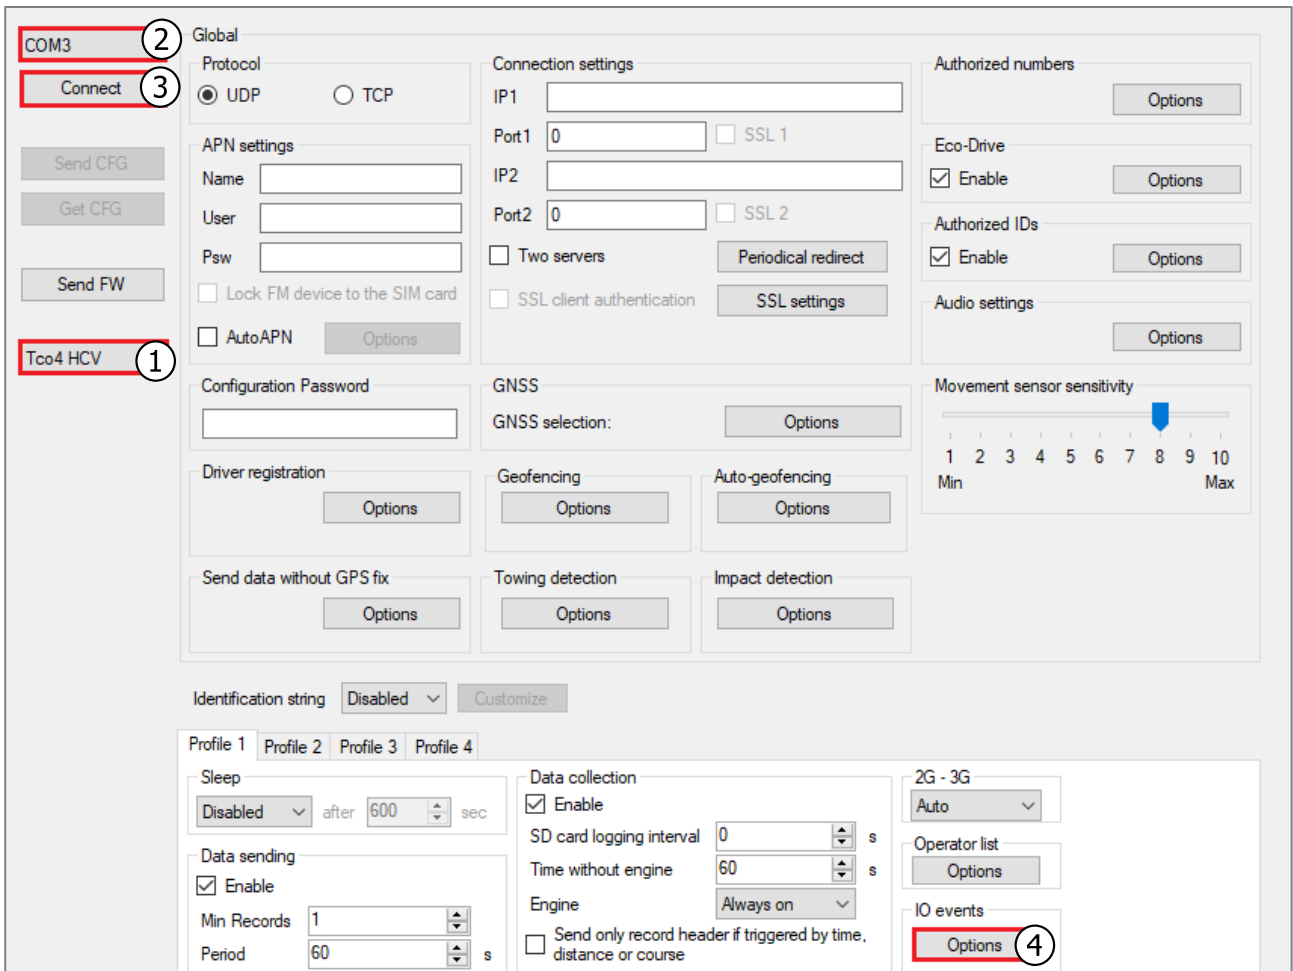 COM3
2
Connect
3
Send CFG
Get CFG
Send FW
Tco4 HCV
1
Global
Protocol
UDP
TCP
APN settings
Name
User
Psw
Lock FM device to the SIM card
AutoAPN
Options
Configuration Password
Connection settings
IP1
Port1 0
SSL 1
IP2
Port2 0
SSL 2
Two servers
Periodical redirect
SSL client authentication
SSL settings
GNSS
GNSS selection:
Options
Authorized numbers
Options
Eco-Drive
Enable
Options
Authorized IDs
Enable
Options
Audio settings
Options
Movement sensor sensitivity
1 2 3 4 5 6 7 8 9 10
Min
Max
Driver registration
Options
Geofencing
Options
Auto-geofencing
Options
Send data without GPS fix
Options
Towing detection
Options
Impact detection
Options
Identification string
Disabled
Customize
Profile 1
Profile 2
Profile 3
Profile 4
Sleep
Disabled
after
600
sec
Data sending
Enable
Min Records 1
Period 60 s
Data collection
Enable
SD card logging interval 0 s
Time without engine 60 s
Engine Always on
Send only record header if triggered by time,
distance or course
2G - 3G
Auto
Operator list
Options
IO events
Options
4